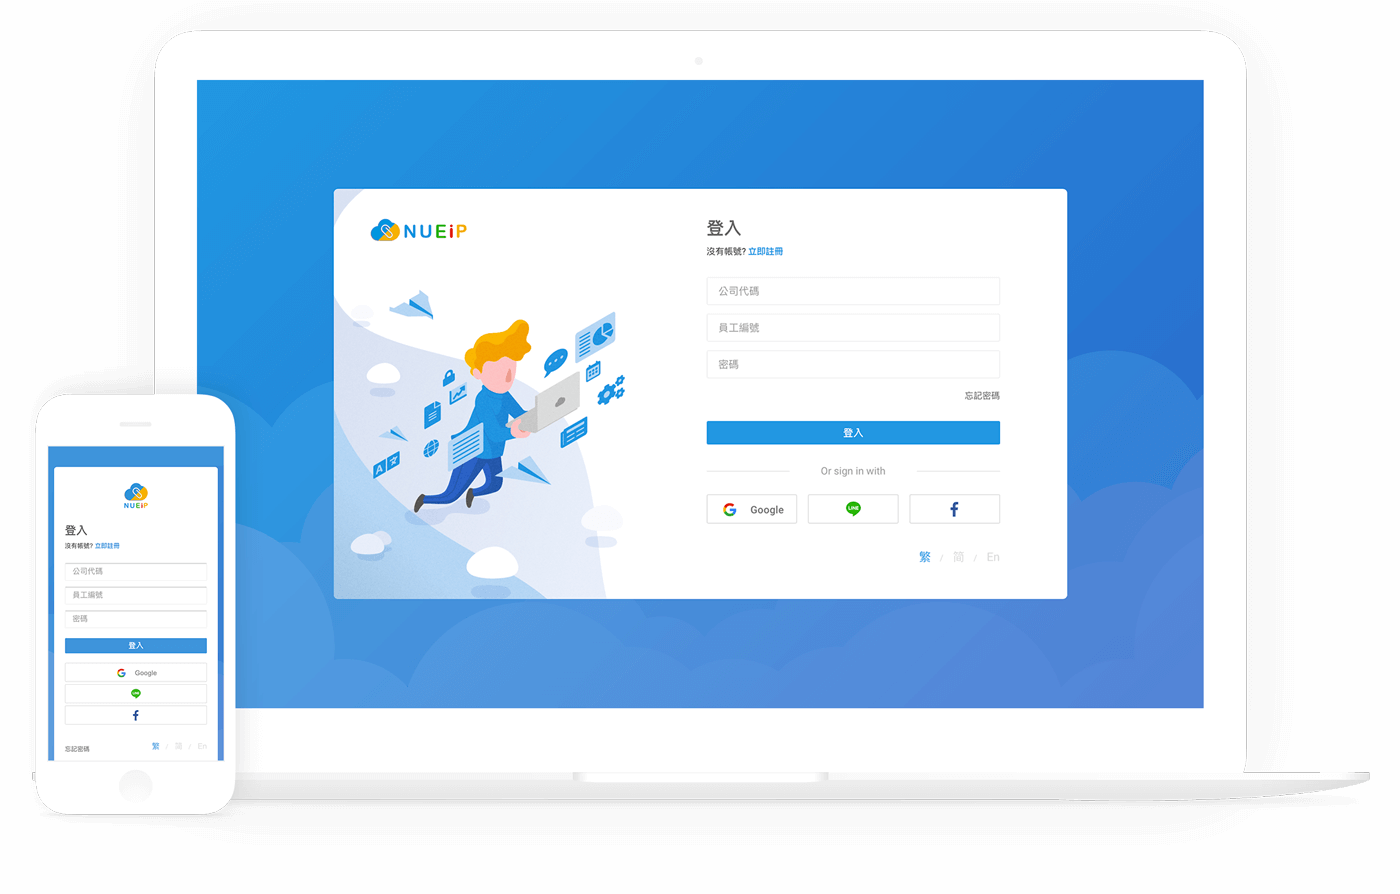 NUEiP
登入
沒有帳號? 立即註冊
公司代碼
員工編號
密碼
忘記密碼
登入
Or sign in with
Google
LINE
繁 / 简 / En
A 文
NUEiP
登入
沒有帳號? 立即註冊
公司代碼
員工編號
密碼
登入
Google
LINE
忘記密碼
繁 / 简 / En